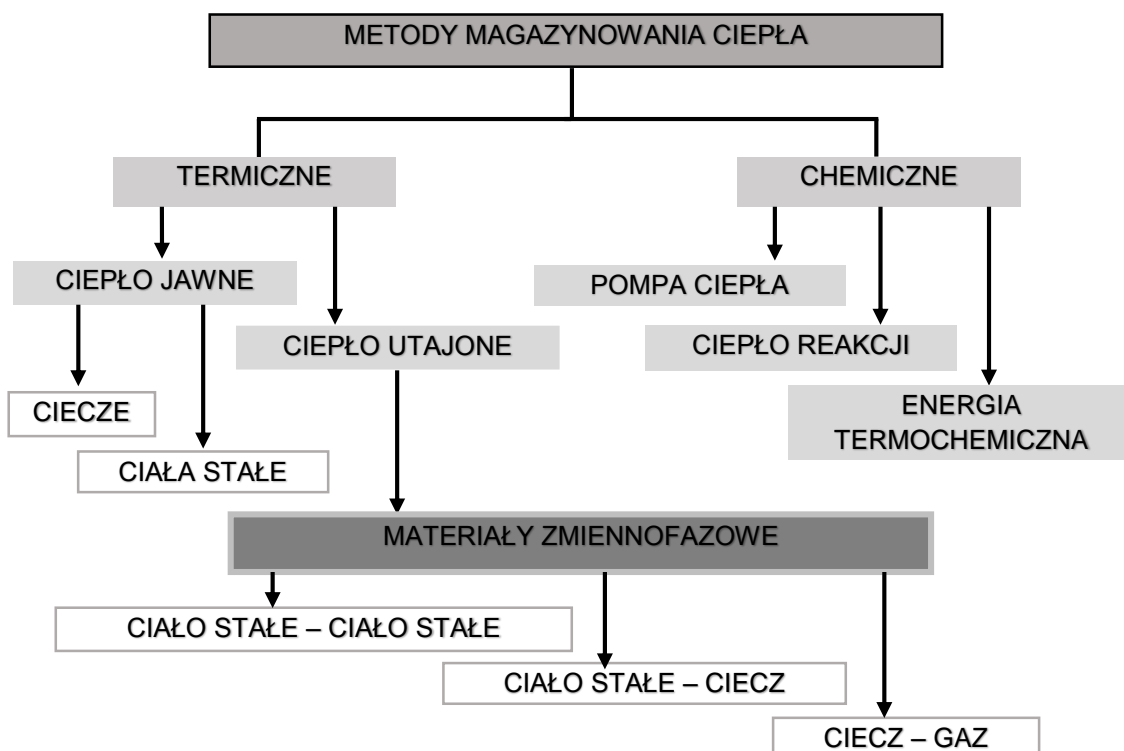 METODY MAGAZYNOWANIA CIEPŁA
TERMICZNE
CHEMICZNE
CIEPŁO JAWNE
POMPA CIEPŁA
CIEPŁO UTAJONE
CIEPŁO REAKCJI
CIECZE
ENERGIA
TERMOCHEMICZNA
CIAŁA STAŁE
MATERIAŁY ZMIENNOFAZOWE
CIAŁO STAŁE – CIAŁO STAŁE
CIAŁO STAŁE – CIECZ
CIECZ – GAZ